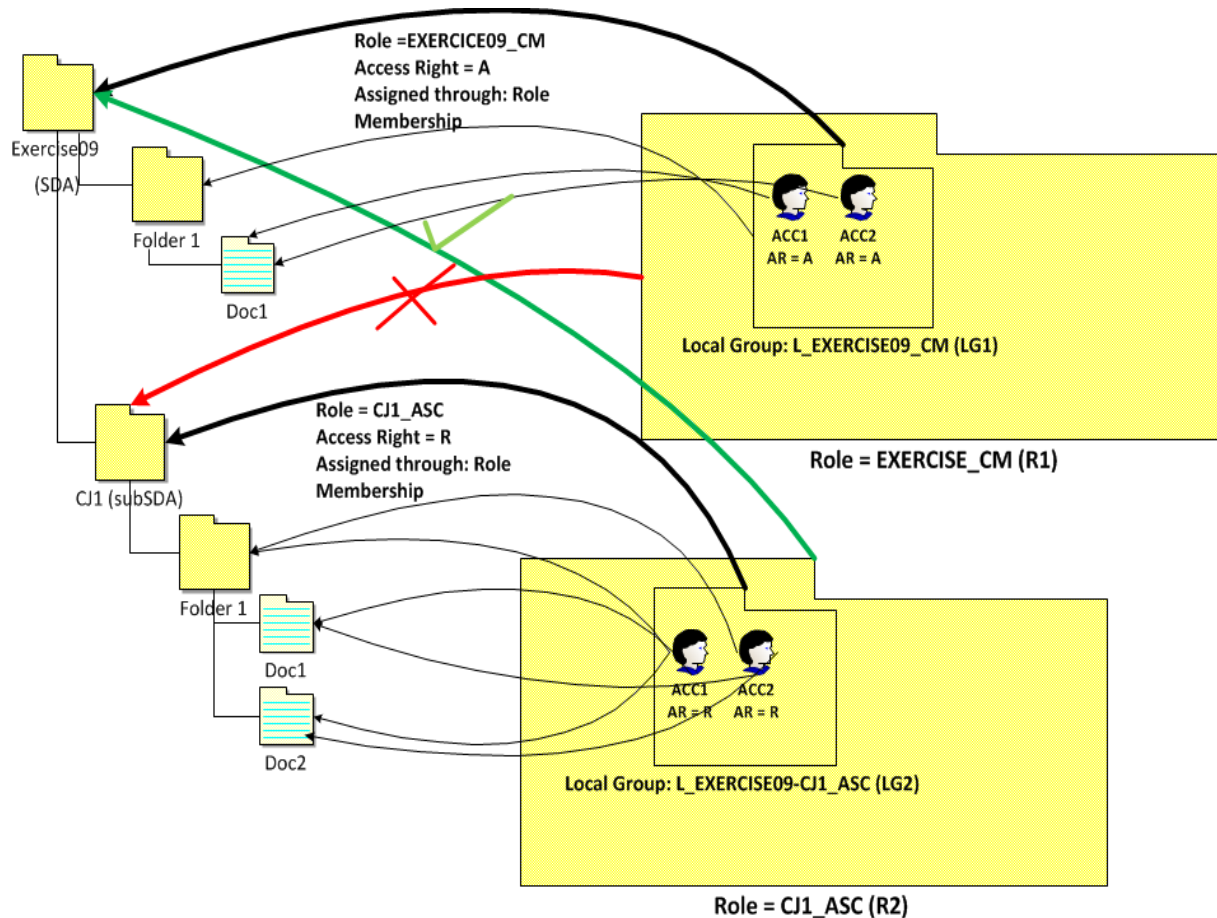 Role =EXERCICE09_CM
Access Right = A
Assigned through: Role
Membership
Exercise09
(SDA)
Folder 1
Doc1
ACC1
AR = A
ACC2
AR = A
Local Group: L_EXERCISE09_CM (LG1)
Role = EXERCISE_CM (R1)
Role = CJ1_ASC
Access Right = R
Assigned through: Role
Membership
CJ1 (subSDA)
Folder 1
Doc1
Doc2
ACC1
AR = R
ACC2
AR = R
Local Group: L_EXERCISE09-CJ1_ASC (LG2)
Role = CJ1_ASC (R2)